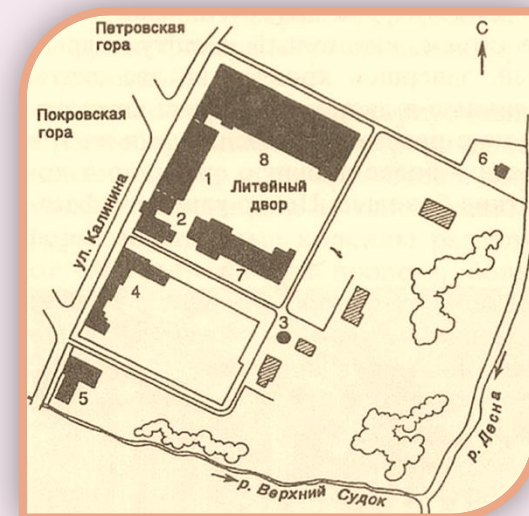 Петровская
гора
С
Покровская
гора
6
8
1
Литейный
двор
2
ул. Калинина
7
4
3
5
р. Десна
р. Верхний Судок